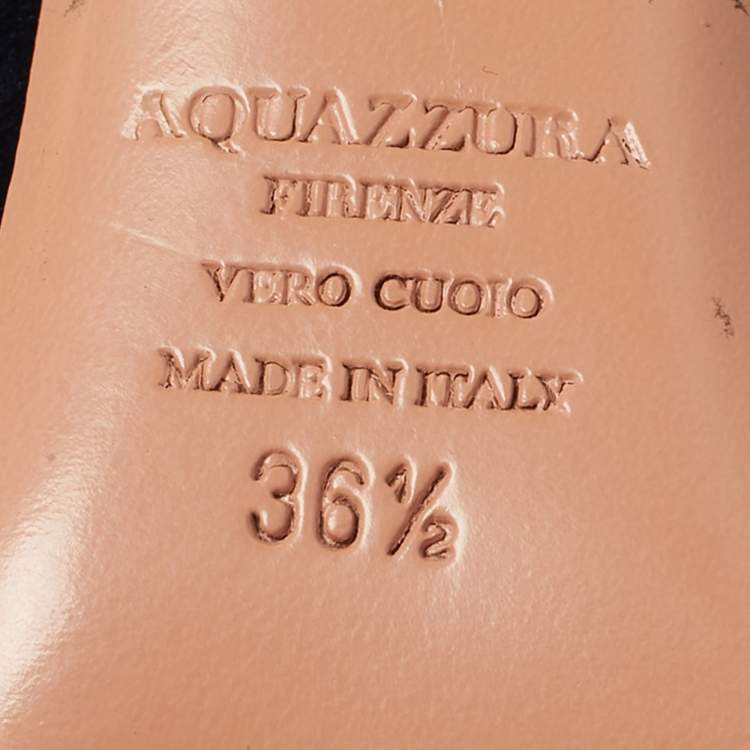 AQUAZZURA
FIRENZE
VERO CUOIO
MADE IN ITALY
36½